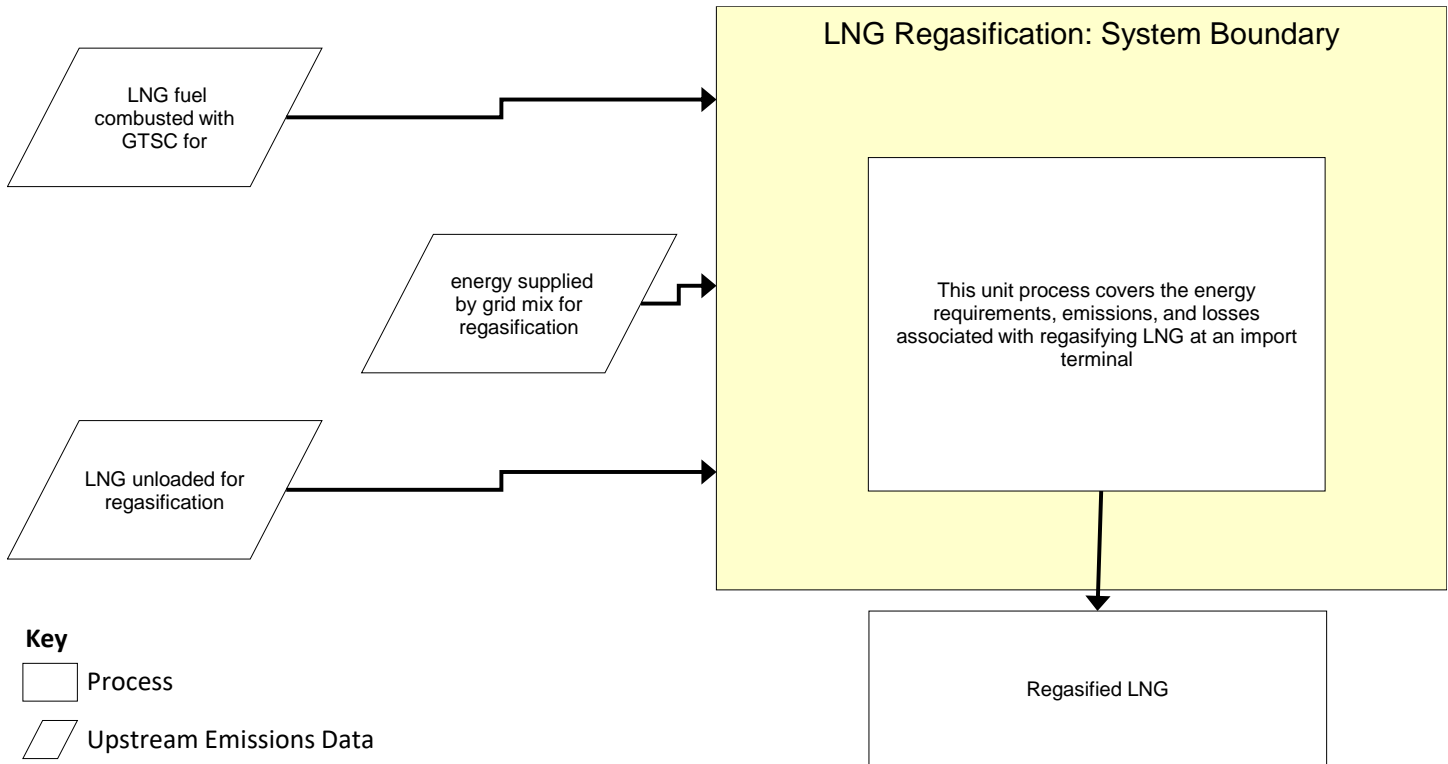 LNG Regasification: System Boundary
LNG fuel
combusted with
GTSC for
energy supplied
by grid mix for
regasification
This unit process covers the energy
requirements, emissions, and losses
associated with regasifying LNG at an import
terminal
LNG unloaded for
regasification
Key
Process
Upstream Emissions Data
Regasified LNG